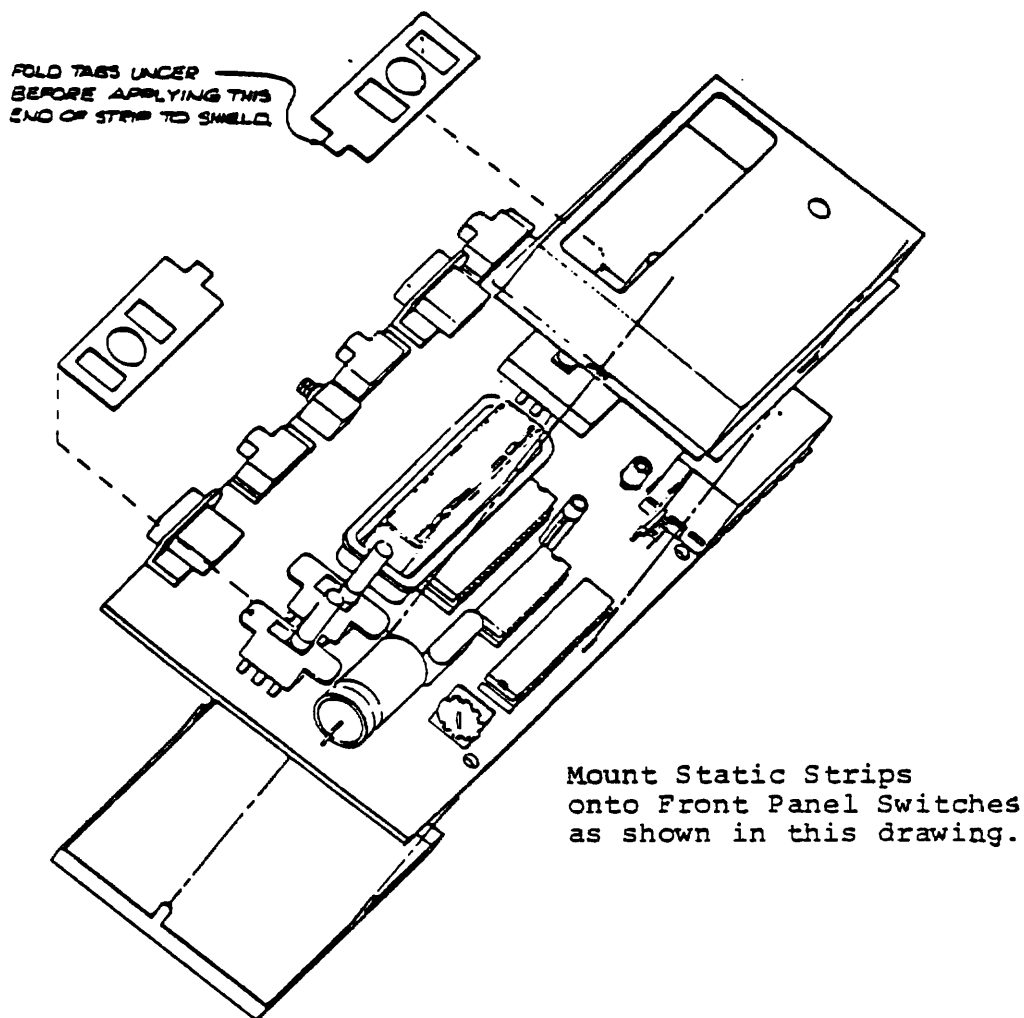 FOLD TABS UNDER
BEFORE APPLYING THIS
END OF STRIP TO SHIELD.
Mount Static Strips
onto Front Panel Switches
as shown in this drawing.